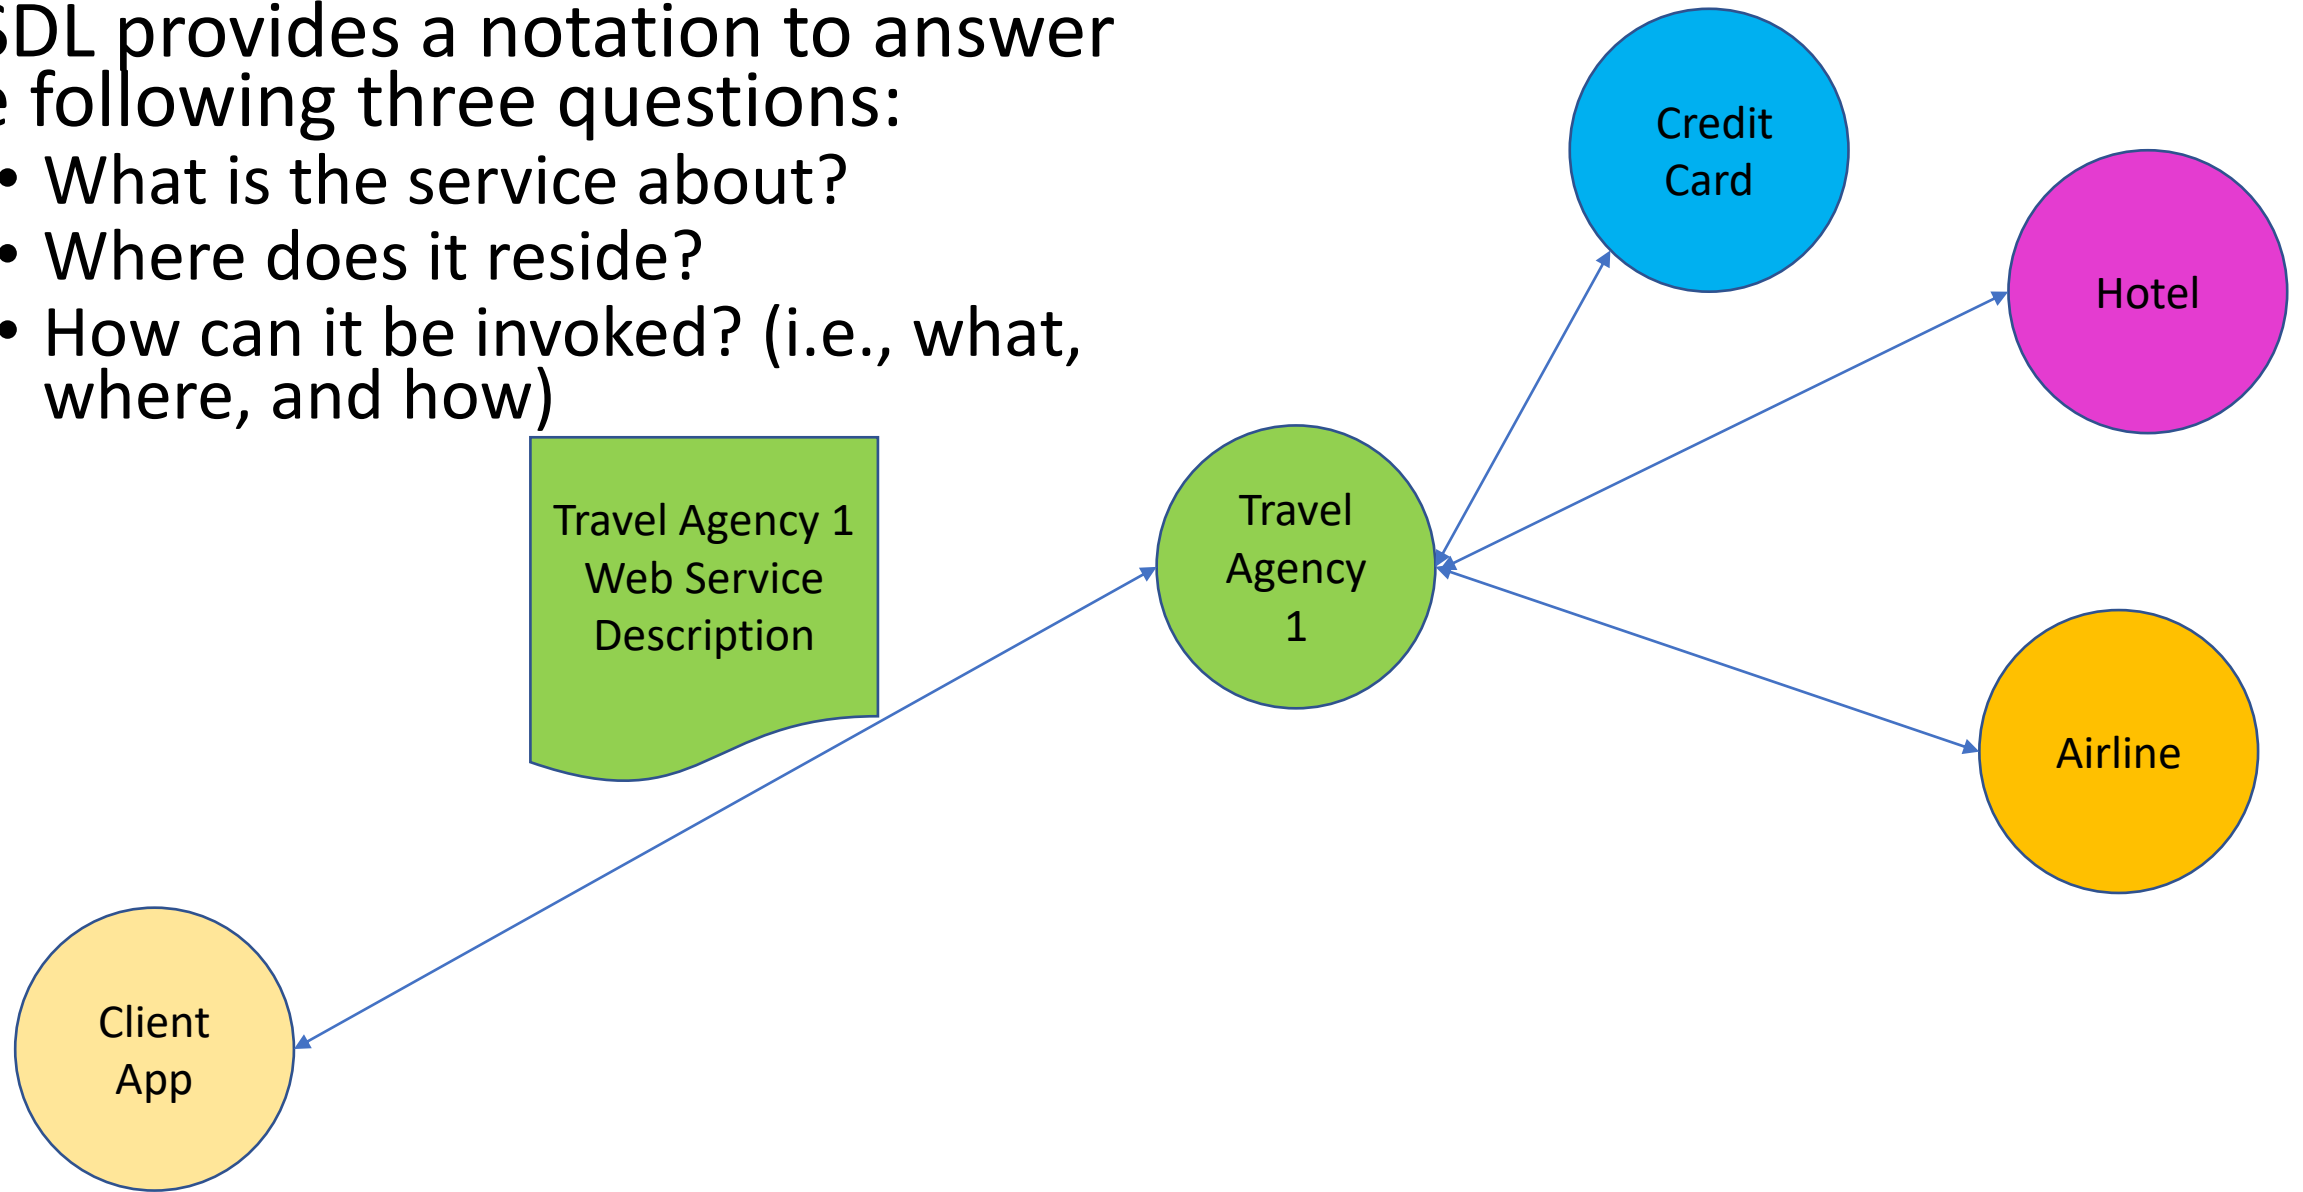 SDL provides a notation to answer
e following three questions:
• What is the service about?
• Where does it reside?
• How can it be invoked? (i.e., what,
where, and how)
Credit
Card
Hotel
Travel Agency 1
Web Service
Description
Travel
Agency
1
Airline
Client
App